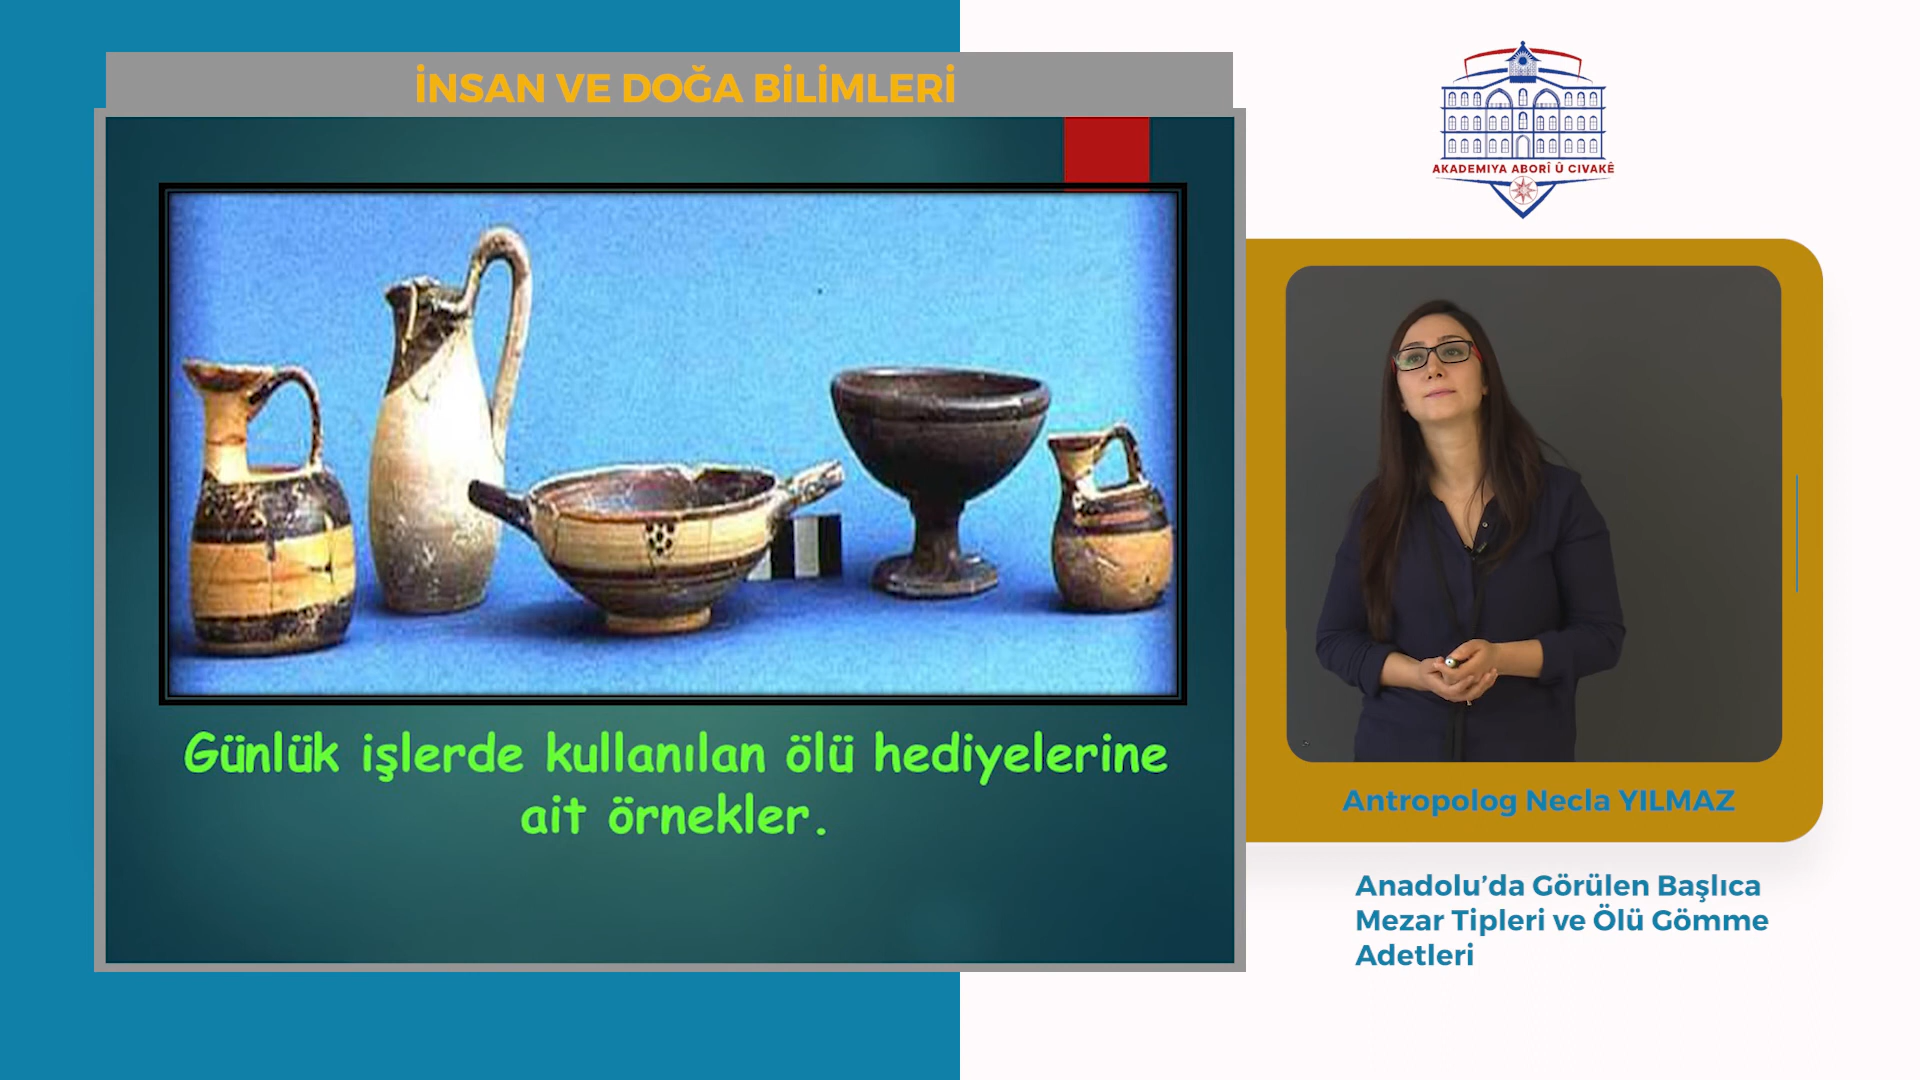 İNSAN VE DOĞA BİLİMLERİ
Günlük işlerde kullanılan ölü hediyelerine
ait örnekler.
AKADEMIYA ABORÎ Û CIVAKÊ
Antropolog Necla YILMAZ
Anadolu’da Görülen Başlıca
Mezar Tipleri ve Ölü Gömme
Adetleri